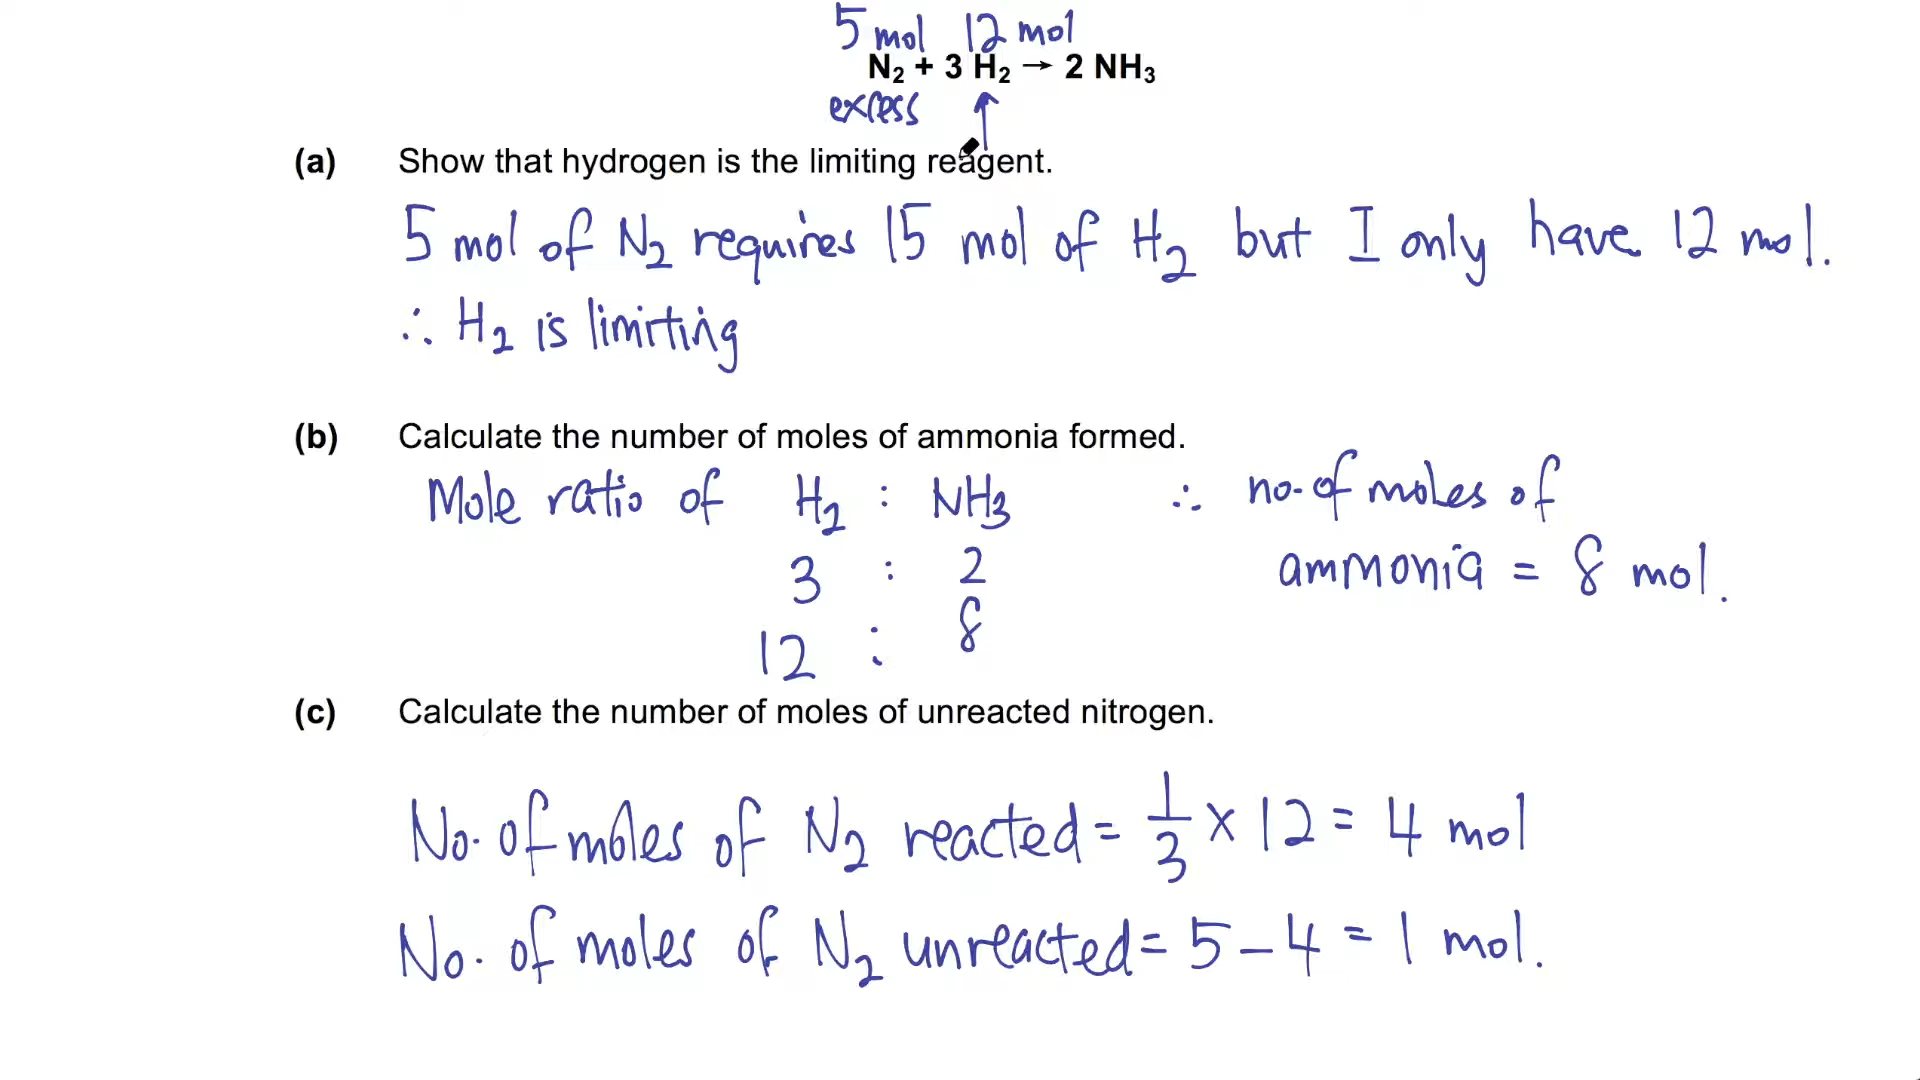 5 mol 12 mol
N₂ + 3 H₂ → 2 NH₃
excess ↑
(a) Show that hydrogen is the limiting reagent.
5 mol of N₂ requires 15 mol of H₂ but I only have 12 mol.
∴ H₂ is limiting
(b) Calculate the number of moles of ammonia formed.
Mole ratio of H₂ : NH₃
3 : 2
12 : 8
∴ no. of moles of
ammonia = 8 mol.
(c) Calculate the number of moles of unreacted nitrogen.
No. of moles of N₂ reacted = 1/3 × 12 = 4 mol
No. of moles of N₂ unreacted = 5 – 4 = 1 mol.